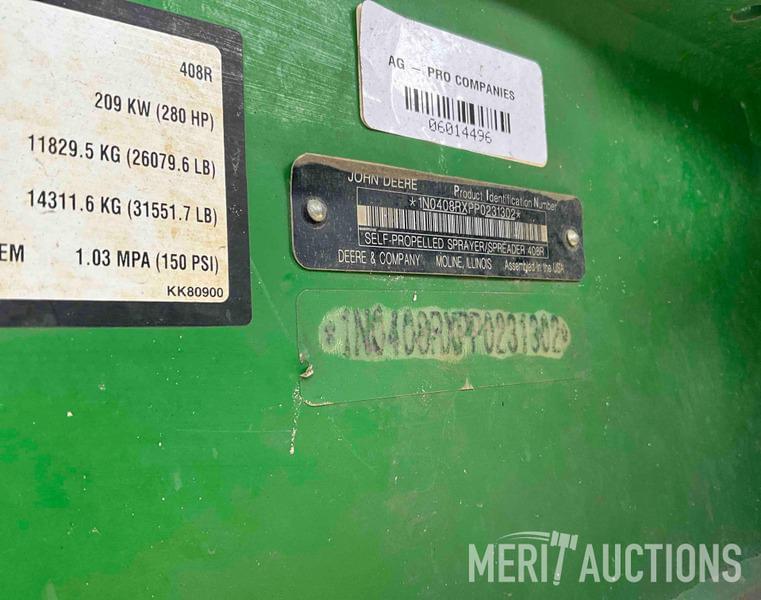 408R
209 KW (280 HP)
11829.5 KG (26079.6 LB)
14311.6 KG (31551.7 LB)
EM 1.03 MPA (150 PSI)
KK80900
AG - PRO COMPANIES
06014496
JOHN DEERE Product Identification Number
*1N0408RXPP0231302*
SELF-PROPELLED SPRAYER/SPREADER 408R
DEERE & COMPANY MOLINE, ILLINOIS Assembled in the USA
*1N0408RXPP0231302*
MERIT AUCTIONS